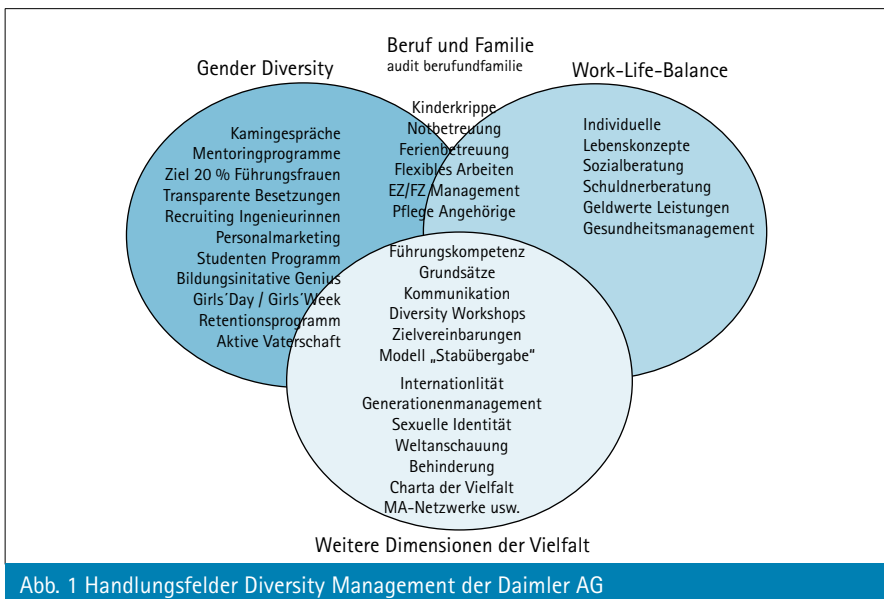 Beruf und Familie
audit berufundfamilie
Gender Diversity
Work-Life-Balance
Kamingespräche
Mentoringprogramme
Ziel 20 % Führungsfrauen
Transparente Besetzungen
Recruiting Ingenieurinnen
Personalmarketing
Studenten Programm
Bildungsinitative Genius
Girls´Day / Girls´Week
Retentionsprogramm
Aktive Vaterschaft
Kinderkrippe
Notbetreuung
Ferienbetreuung
Flexibles Arbeiten
EZ/FZ Management
Pflege Angehörige
Individuelle
Lebenskonzepte
Sozialberatung
Schuldnerberatung
Geldwerte Leistungen
Gesundheitsmanagement
Führungskompetenz
Grundsätze
Kommunikation
Diversity Workshops
Zielvereinbarungen
Modell „Stabübergabe“
Internationlität
Generationenmanagement
Sexuelle Identität
Weltanschauung
Behinderung
Charta der Vielfalt
MA-Netzwerke usw.
Weitere Dimensionen der Vielfalt
Abb. 1 Handlungsfelder Diversity Management der Daimler AG